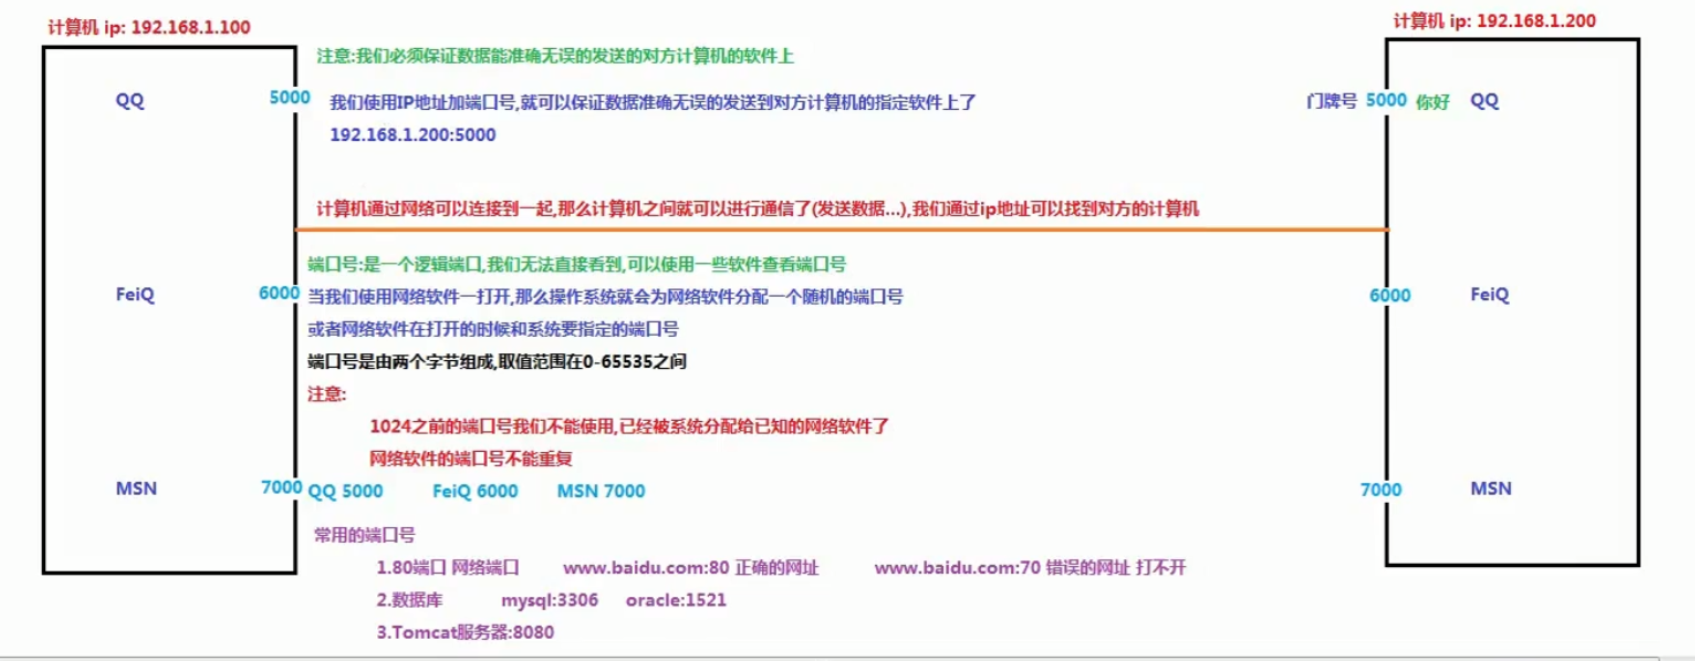 计算机 ip: 192.168.1.100
计算机 ip: 192.168.1.200
注意:我们必须保证数据能准确无误的发送的对方计算机的软件上
QQ 5000 我们使用IP地址加端口号,就可以保证数据准确无误的发送到对方计算机的指定软件上了 门牌号 5000 你好 QQ
192.168.1.200:5000
计算机通过网络可以连接到一起,那么计算机之间就可以进行通信了(发送数据...),我们通过ip地址可以找到对方的计算机
端口号:是一个逻辑端口,我们无法直接看到,可以使用一些软件查看端口号
FeiQ 6000 当我们使用网络软件一打开,那么操作系统就会为网络软件分配一个随机的端口号 6000 FeiQ
或者网络软件在打开的时候和系统要指定的端口号
端口号是由两个字节组成,取值范围在0-65535之间
注意:
1024之前的端口号我们不能使用,已经被系统分配给已知的网络软件了
网络软件的端口号不能重复
MSN 7000 QQ 5000 FeiQ 6000 MSN 7000 7000 MSN
常用的端口号
1.80端口 网络端口 www.baidu.com:80 正确的网址 www.baidu.com:70 错误的网址 打不开
2.数据库 mysql:3306 oracle:1521
3.Tomcat服务器:8080